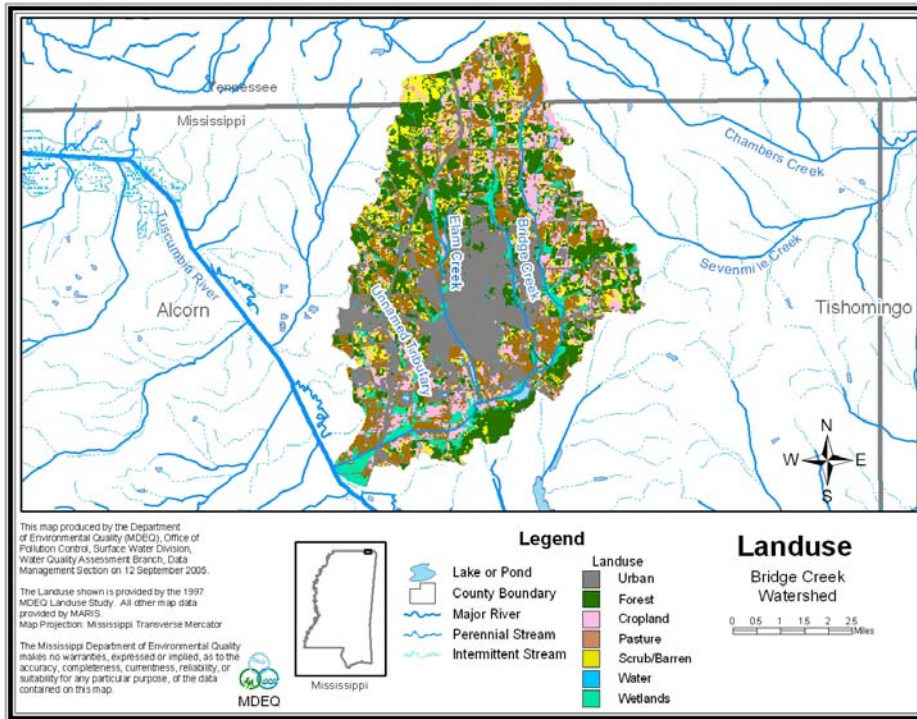 Tennessee
Mississippi
Chambers Creek
Tuscumbia River
Elam Creek
Bridge Creek
Sevenmile Creek
Alcorn
Tishomingo
Unnamed Tributary
N
W E
S
This map produced by the Department
of Environmental Quality (MDEQ), Office of
Pollution Control, Surface Water Division,
Water Quality Assessment Branch, Data
Management Section on 12 September 2005.
The Landuse shown is provided by the 1997
MDEQ Landuse Study. All other map data
provided by MARIS.
Map Projection: Mississippi Transverse Mercator
The Mississippi Department of Environmental Quality
makes no warranties, expressed or implied, as to the
accuracy, completeness, currentness, reliability, or
suitability for any particular purpose, of the data
contained on this map.
MDEQ
Mississippi
Legend
Lake or Pond
County Boundary
Major River
Perennial Stream
Intermittent Stream
Landuse
Urban
Forest
Cropland
Pasture
Scrub/Barren
Water
Wetlands
Landuse
Bridge Creek
Watershed
0 0.5 1 1.5 2 2.5
Miles